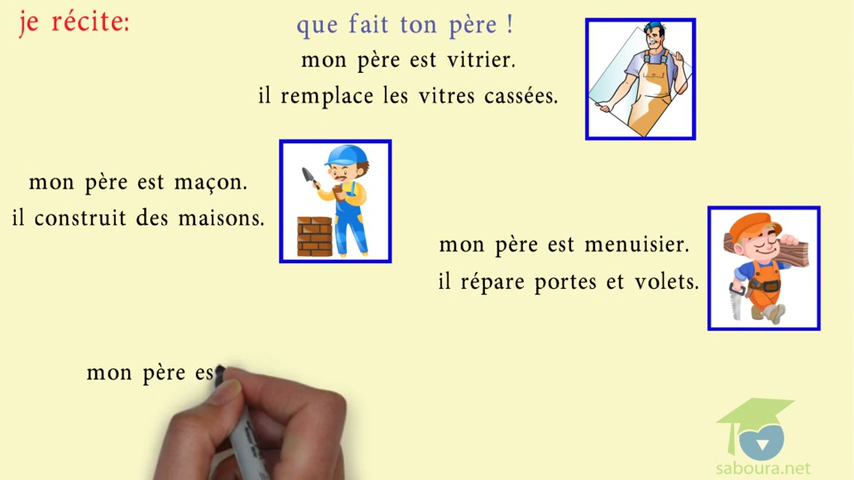 je récite:
que fait ton père !
mon père est vitrier.
il remplace les vitres cassées.
mon père est maçon.
il construit des maisons.
mon père est menuisier.
il répare portes et volets.
mon père es
saboura.net